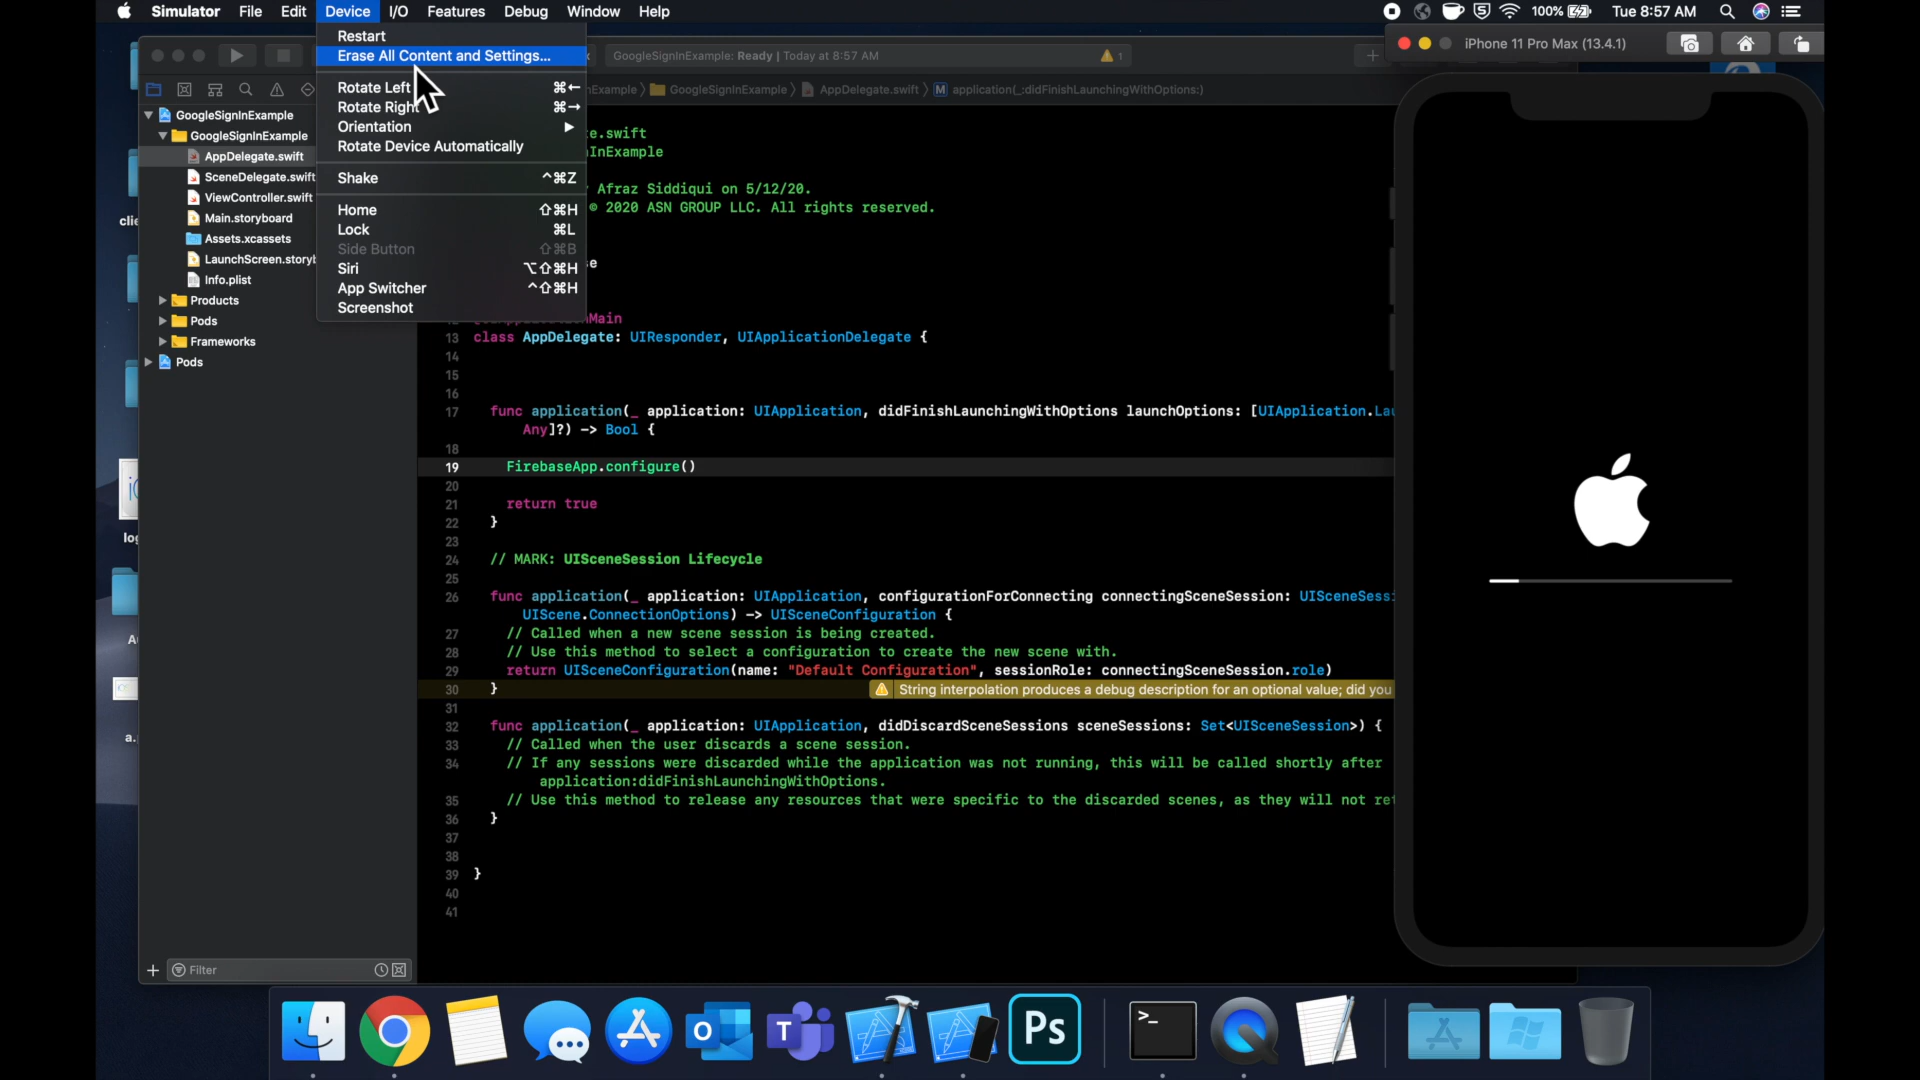 Simulator File Edit Device I/O Features Debug Window Help
100% Tue 8:57 AM
Restart
Erase All Content and Settings...
Rotate Left ⌘←
Rotate Right ⌘→
Orientation ▶
Rotate Device Automatically
Shake ^⌘Z
Home ⇧⌘H
Lock ⌘L
Side Button ⇧⌘B
Siri ⌥⇧⌘H
App Switcher ^⇧⌘H
Screenshot
GoogleSignInExample: Ready | Today at 8:57 AM
1
iPhone 11 Pro Max (13.4.1)
GoogleSignInExample
AppDelegate.swift
M application(_:didFinishLaunchingWithOptions:)
GoogleSignInExample
GoogleSignInExample
AppDelegate.swift
SceneDelegate.swift
ViewController.swift
Main.storyboard
Assets.xcassets
LaunchScreen.storyb
Info.plist
Products
Pods
Frameworks
Pods
Filter
e.swift
InExample
Afraz Siddiqui on 5/12/20.
© 2020 ASN GROUP LLC. All rights reserved.
13 class AppDelegate: UIResponder, UIApplicationDelegate {
14
15
16
17 func application(_ application: UIApplication, didFinishLaunchingWithOptions launchOptions: [UIApplication.Lau
Any]?) -> Bool {
18
19 FirebaseApp.configure()
20
21 return true
22 }
23
24 // MARK: UISceneSession Lifecycle
25
26 func application(_ application: UIApplication, configurationForConnecting connectingSceneSession: UISceneSessi
UIScene.ConnectionOptions) -> UISceneConfiguration {
27 // Called when a new scene session is being created.
28 // Use this method to select a configuration to create the new scene with.
29 return UISceneConfiguration(name: "Default Configuration", sessionRole: connectingSceneSession.role)
30 } String interpolation produces a debug description for an optional value; did you
31
32 func application(_ application: UIApplication, didDiscardSceneSessions sceneSessions: Set<UISceneSession>) {
33 // Called when the user discards a scene session.
34 // If any sessions were discarded while the application was not running, this will be called shortly after
application:didFinishLaunchingWithOptions.
35 // Use this method to release any resources that were specific to the discarded scenes, as they will not ret
36 }
37
38
39 }
40
41
Ps